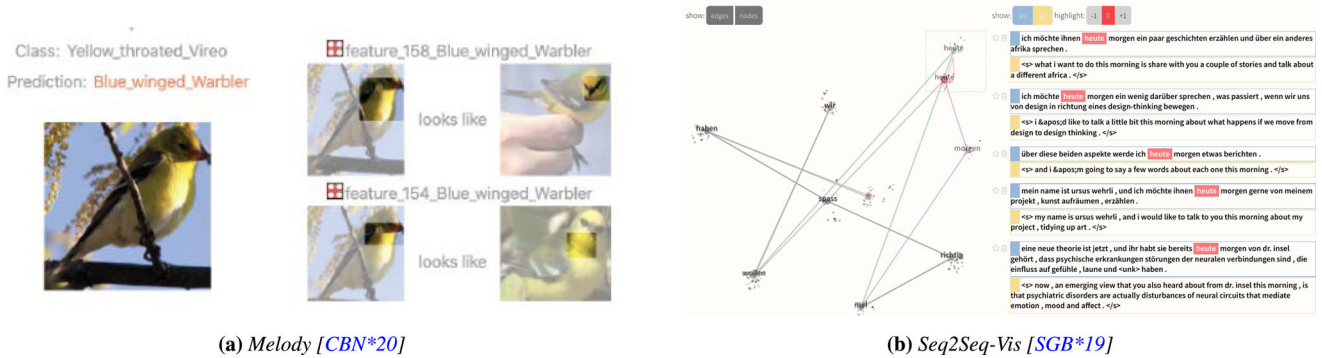 Class: Yellow_throated_Vireo
Prediction: Blue_winged_Warbler
feature_158_Blue_winged_Warbler
looks like
feature_154_Blue_winged_Warbler
looks like
(a) Melody [CBN*20]
show: edges nodes
heute
heute
wir
haben
morgen
spass
richtig
wollen
mal
show: src tgt highlight: -1 0 +1
ich möchte ihnen heute morgen ein paar geschichten erzählen und über ein anderes
afrika sprechen .
<s> what i want to do this morning is share with you a couple of stories and talk about
a different africa . </s>
ich möchte heute morgen ein wenig darüber sprechen , was passiert , wenn wir uns
von design in richtung eines design-thinking bewegen .
<s> i &apos;d like to talk a little bit this morning about what happens if we move from
design to design thinking . </s>
über diese beiden aspekte werde ich heute morgen etwas berichten .
<s> and i &apos;m going to say a few words about each one this morning . </s>
mein name ist ursus wehrli , und ich möchte ihnen heute morgen gerne von meinem
projekt , kunst aufräumen , erzählen .
<s> my name is ursus wehrli , and i would like to talk to you this morning about my
project , tidying up art . </s>
eine neue theorie ist jetzt , und ihr habt sie bereits heute morgen von dr. insel
gehört , dass psychische erkrankungen störungen der neuralen verbindungen sind , die
einfluss auf gefühle , laune und <unk> haben .
<s> now , an emerging view that you also heard about from dr. insel this morning , is
that psychiatric disorders are actually disturbances of neural circuits that mediate
emotion , mood and affect . </s>
(b) Seq2Seq-Vis [SGB*19]